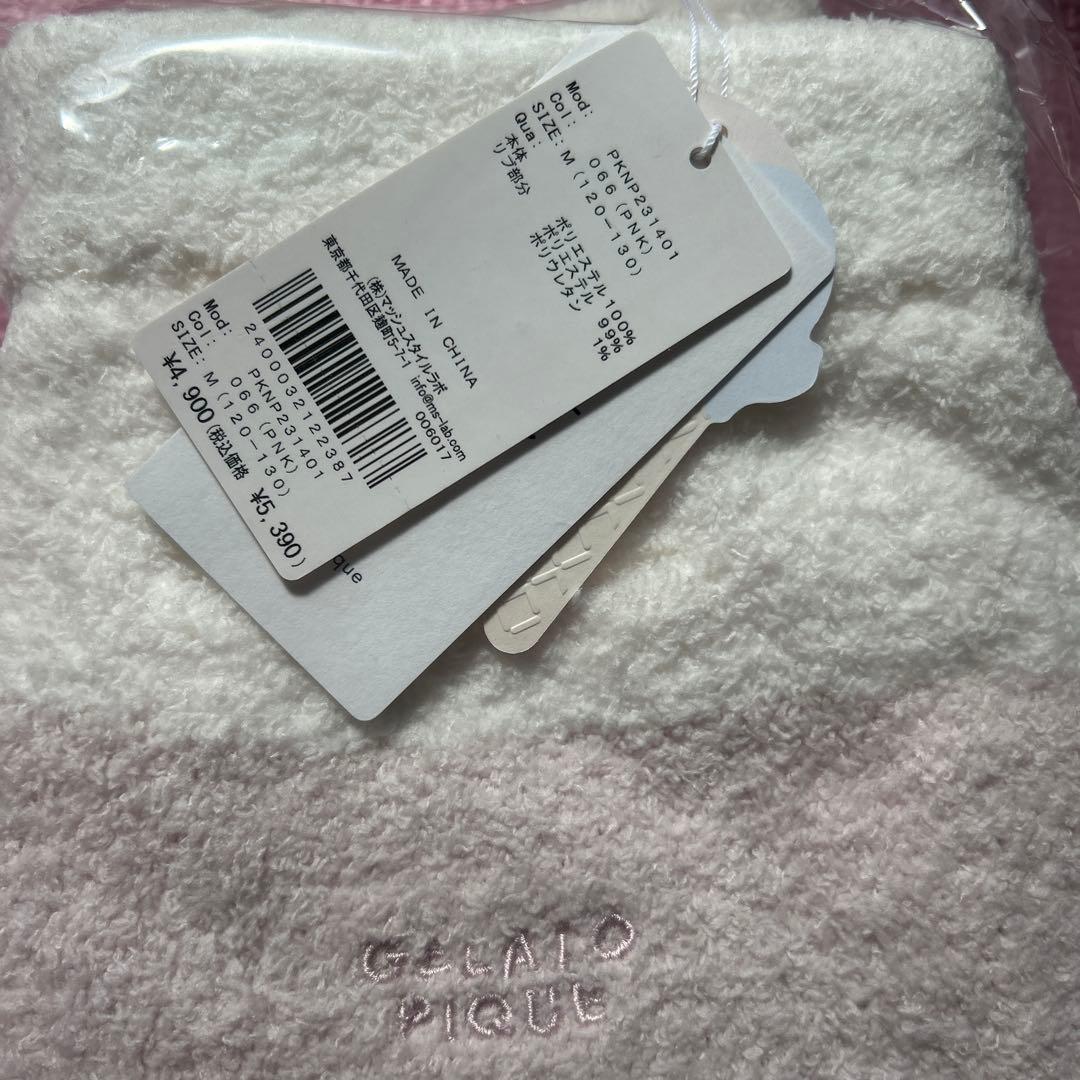 Mod: PKNP231401
Col: 066 (PNK)
SIZE: M (120-130)
Qua:
本体 ポリエステル 100%
リブ部分 ポリエステル 99%
ポリウレタン 1%
MADE IN CHINA
(株)マッシュスタイルラボ
東京都千代田区麹町5-7-1 info@ms-lab.com
006017
2400032122387
Mod: PKNP231401
Col: 066 (PNK)
SIZE: M (120-130)
¥4,900(税込価格 ¥5,390)
que
GELATO
PIQUE